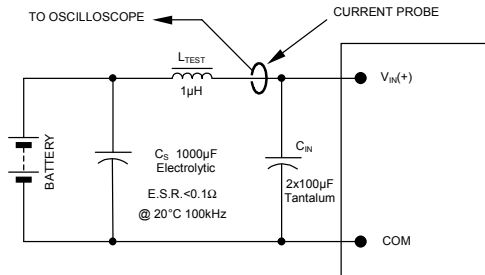 TO OSCILLOSCOPE
CURRENT PROBE
LTEST
1µH
VIN(+)
BATTERY
CS 1000µF
Electrolytic
E.S.R.<0.1Ω
@ 20°C 100kHz
CIN
2x100µF
Tantalum
COM